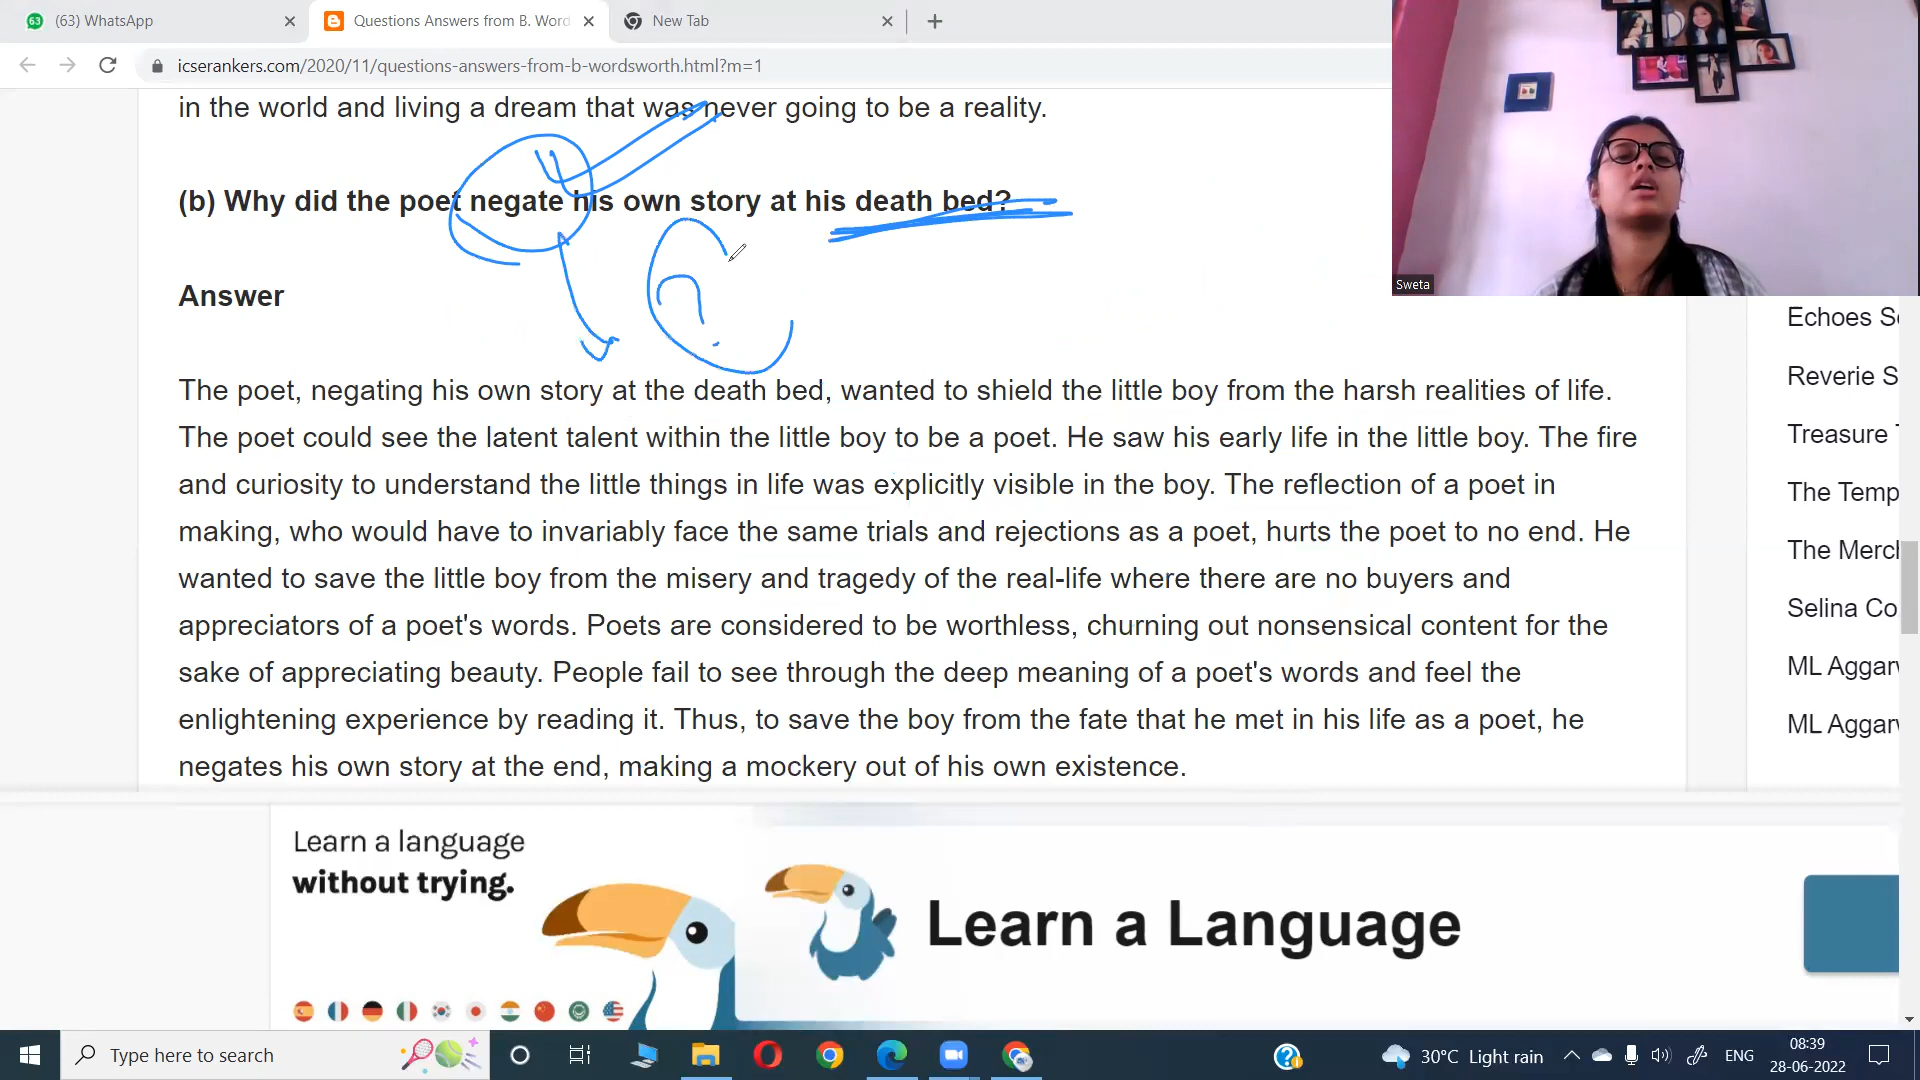 (63) WhatsApp
Questions Answers from B. Word
New Tab
icserankers.com/2020/11/questions-answers-from-b-wordsworth.html?m=1
in the world and living a dream that was never going to be a reality.
(b) Why did the poet negate his own story at his death bed?
?
Answer
The poet, negating his own story at the death bed, wanted to shield the little boy from the harsh realities of life.
The poet could see the latent talent within the little boy to be a poet. He saw his early life in the little boy. The fire
and curiosity to understand the little things in life was explicitly visible in the boy. The reflection of a poet in
making, who would have to invariably face the same trials and rejections as a poet, hurts the poet to no end. He
wanted to save the little boy from the misery and tragedy of the real-life where there are no buyers and
appreciators of a poet's words. Poets are considered to be worthless, churning out nonsensical content for the
sake of appreciating beauty. People fail to see through the deep meaning of a poet's words and feel the
enlightening experience by reading it. Thus, to save the boy from the fate that he met in his life as a poet, he
negates his own story at the end, making a mockery out of his own existence.
Sweta
Echoes S
Reverie S
Treasure
The Temp
The Merch
Selina Co
ML Aggarw
ML Aggarw
Learn a language
without trying.
Learn a Language
Type here to search
30°C Light rain
ENG
08:39
28-06-2022